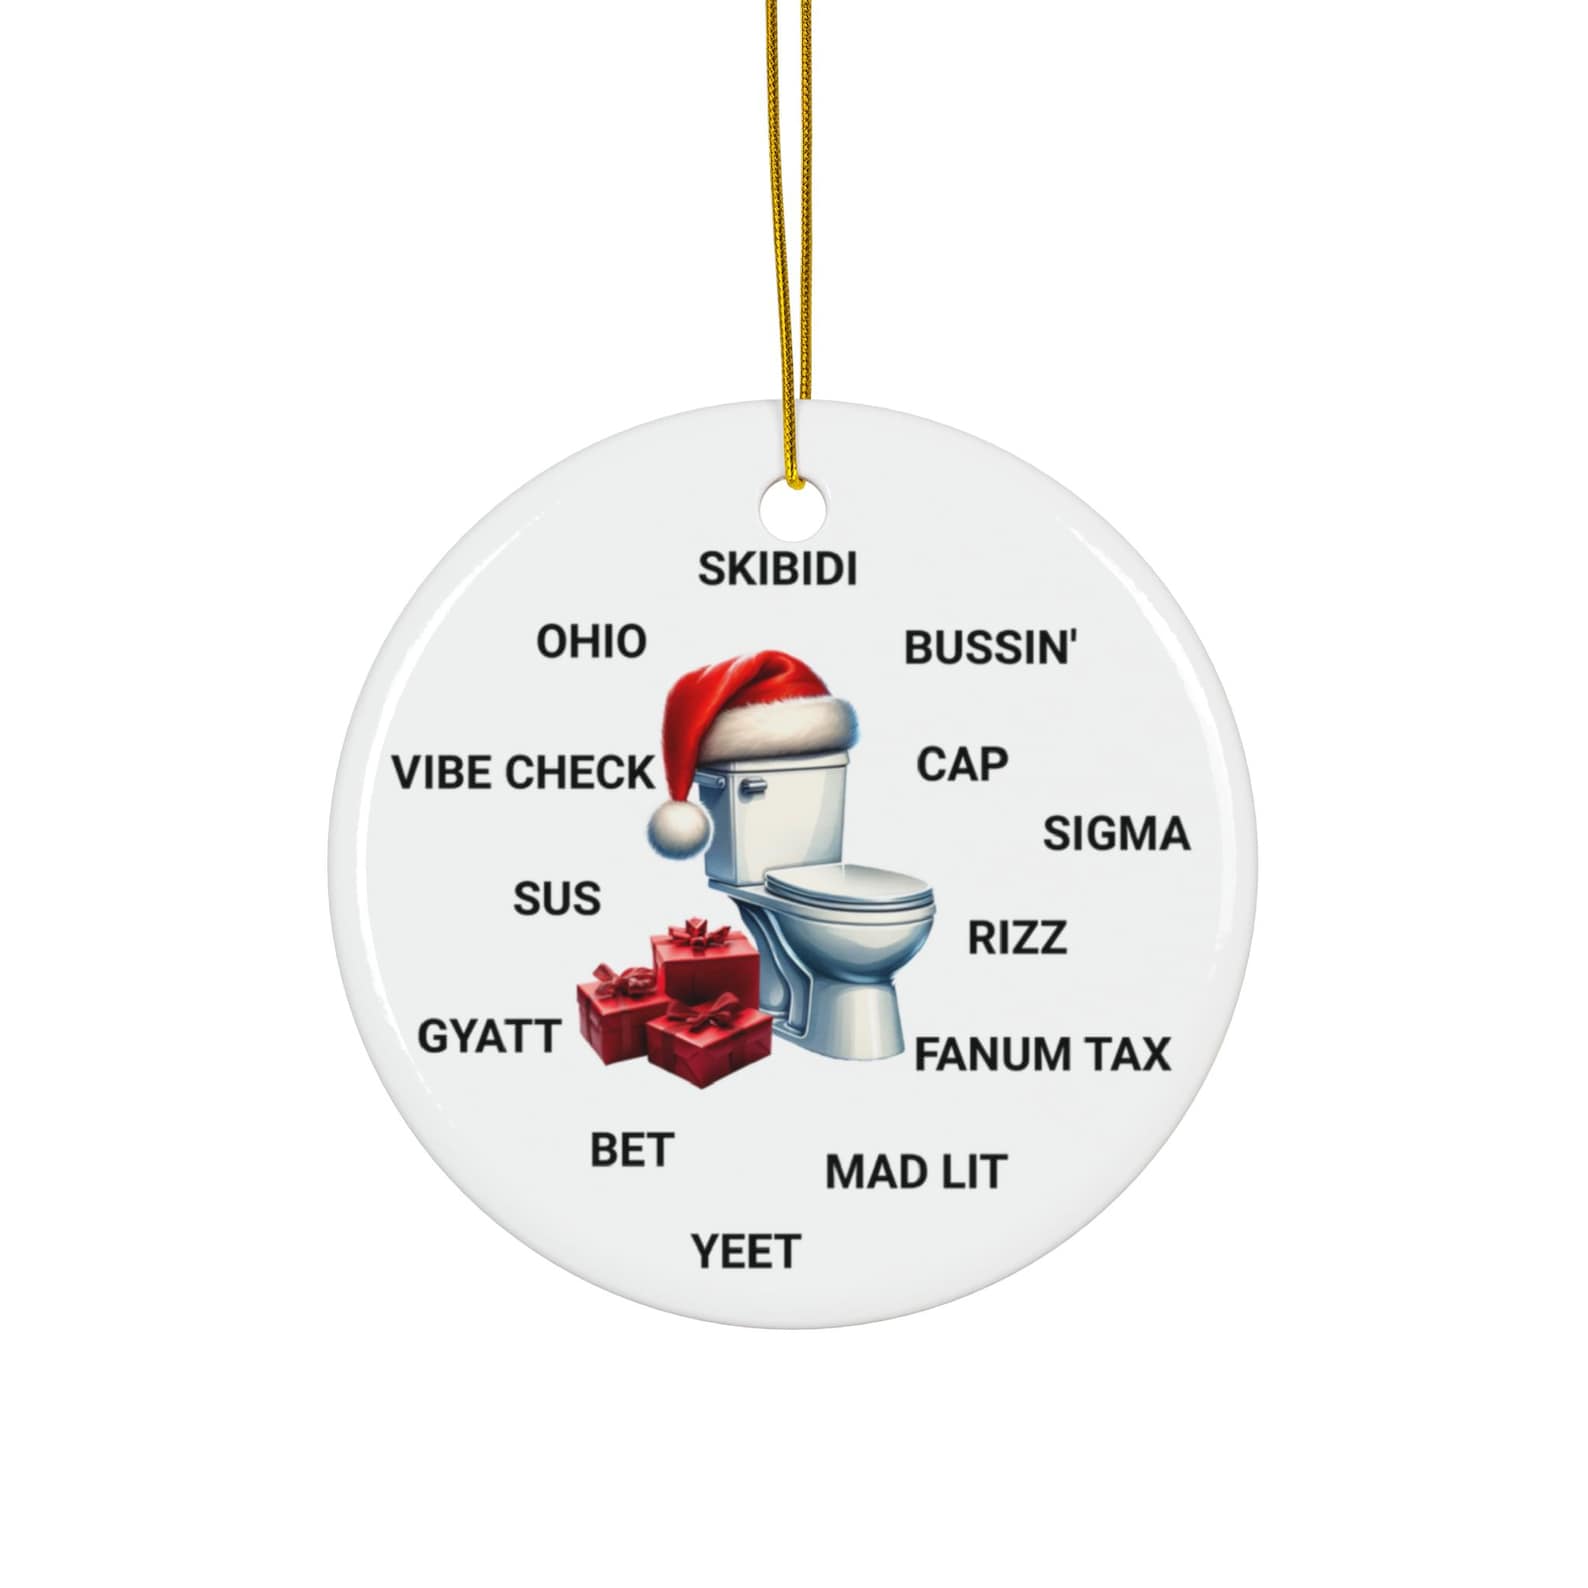 SKIBIDI
OHIO
BUSSIN'
VIBE CHECK
CAP
SIGMA
SUS
RIZZ
GYATT
FANUM TAX
BET
MAD LIT
YEET